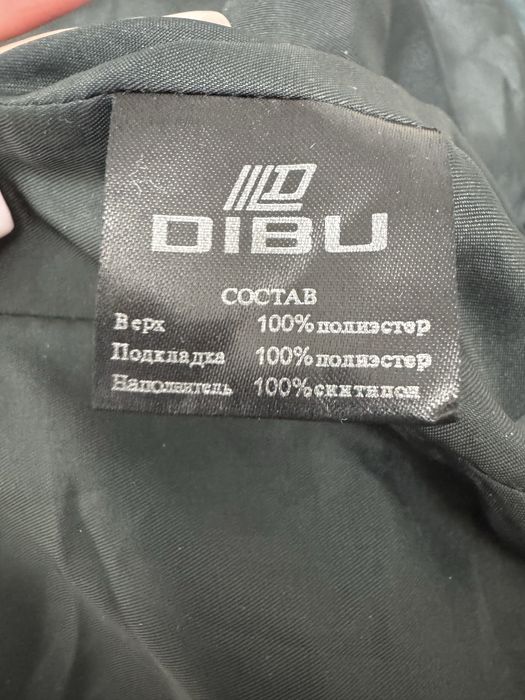 DIBU
СОСТАВ
Верх 100% полиэстер
Подкладка 100% полиэстер
Наполнитель 100% синтипон